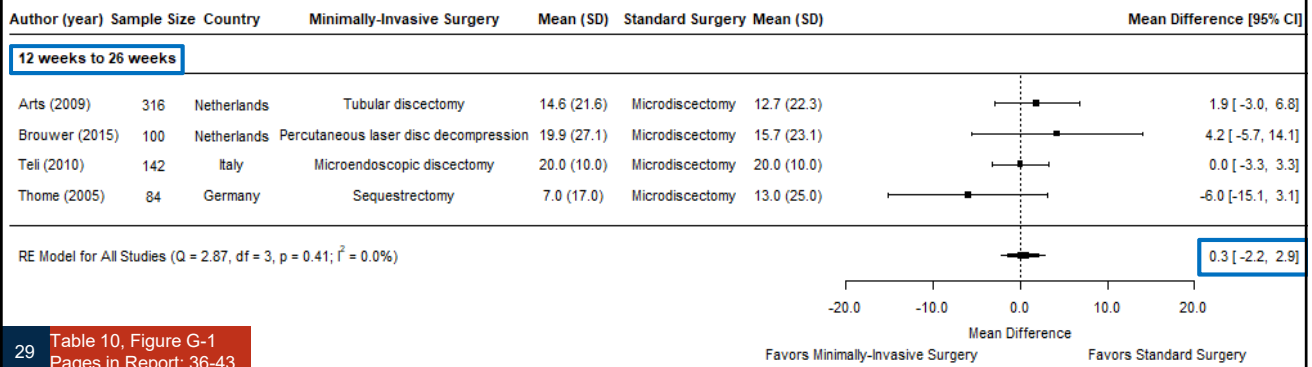 Author (year) Sample Size Country Minimally-Invasive Surgery Mean (SD) Standard Surgery Mean (SD) Mean Difference [95% CI]
12 weeks to 26 weeks
Arts (2009) 316 Netherlands Tubular discectomy 14.6 (21.6) Microdiscectomy 12.7 (22.3) 1.9 [ -3.0, 6.8]
Brouwer (2015) 100 Netherlands Percutaneous laser disc decompression 19.9 (27.1) Microdiscectomy 15.7 (23.1) 4.2 [ -5.7, 14.1]
Teli (2010) 142 Italy Microendoscopic discectomy 20.0 (10.0) Microdiscectomy 20.0 (10.0) 0.0 [ -3.3, 3.3]
Thome (2005) 84 Germany Sequestrectomy 7.0 (17.0) Microdiscectomy 13.0 (25.0) -6.0 [-15.1, 3.1]
RE Model for All Studies (Q = 2.87, df = 3, p = 0.41; I² = 0.0%) 0.3 [ -2.2, 2.9]
-20.0 -10.0 0.0 10.0 20.0
Mean Difference
Favors Minimally-Invasive Surgery Favors Standard Surgery
29 Table 10, Figure G-1
Pages in Report: 36-43